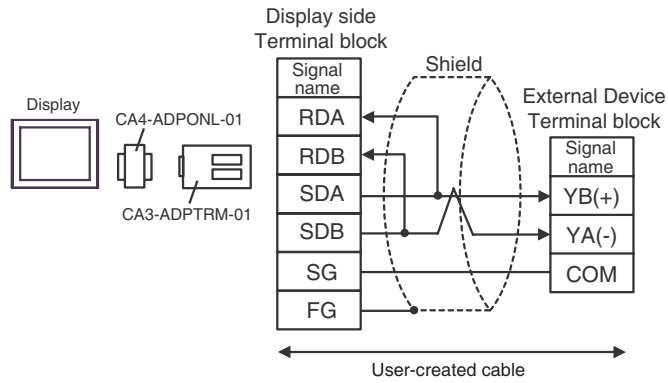 Display side
Terminal block
Signal
name
RDA
RDB
SDA
SDB
SG
FG
Shield
External Device
Terminal block
Signal
name
YB(+)
YA(-)
COM
Display
CA4-ADPONL-01
CA3-ADPTRM-01
User-created cable